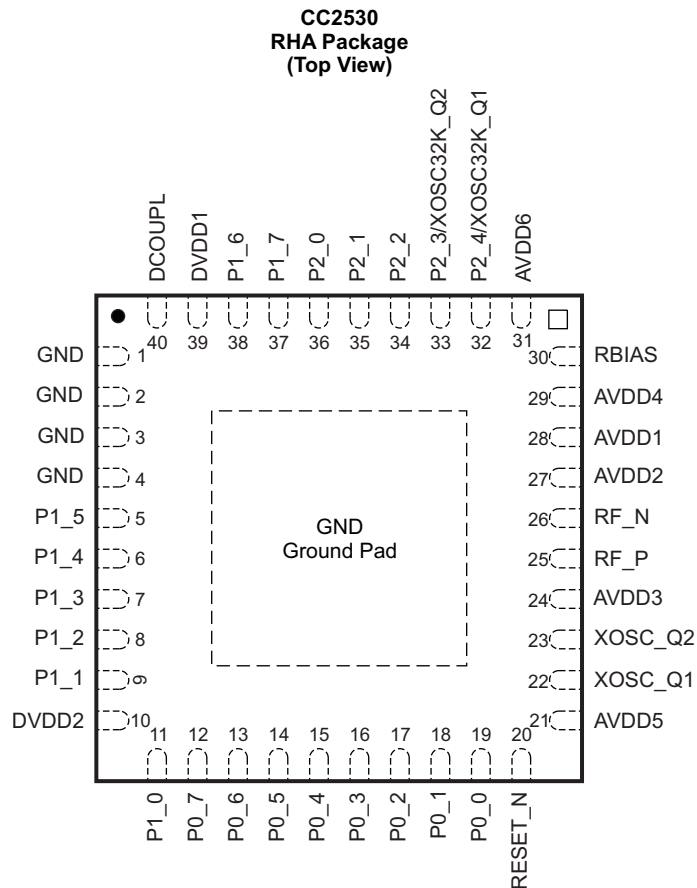 CC2530
RHA Package
(Top View)
DCOUPL
DVDD1
P1_6
P1_7
P2_0
P2_1
P2_2
P2_3/XOSC32K_Q2
P2_4/XOSC32K_Q1
AVDD6
40
39
38
37
36
35
34
33
32
31
GND 1
GND 2
GND 3
GND 4
P1_5 5
P1_4 6
P1_3 7
P1_2 8
P1_1 9
DVDD2 10
30 RBIAS
29 AVDD4
28 AVDD1
27 AVDD2
26 RF_N
25 RF_P
24 AVDD3
23 XOSC_Q2
22 XOSC_Q1
21 AVDD5
GND
Ground Pad
11
12
13
14
15
16
17
18
19
20
P1_0
P0_7
P0_6
P0_5
P0_4
P0_3
P0_2
P0_1
P0_0
RESET_N